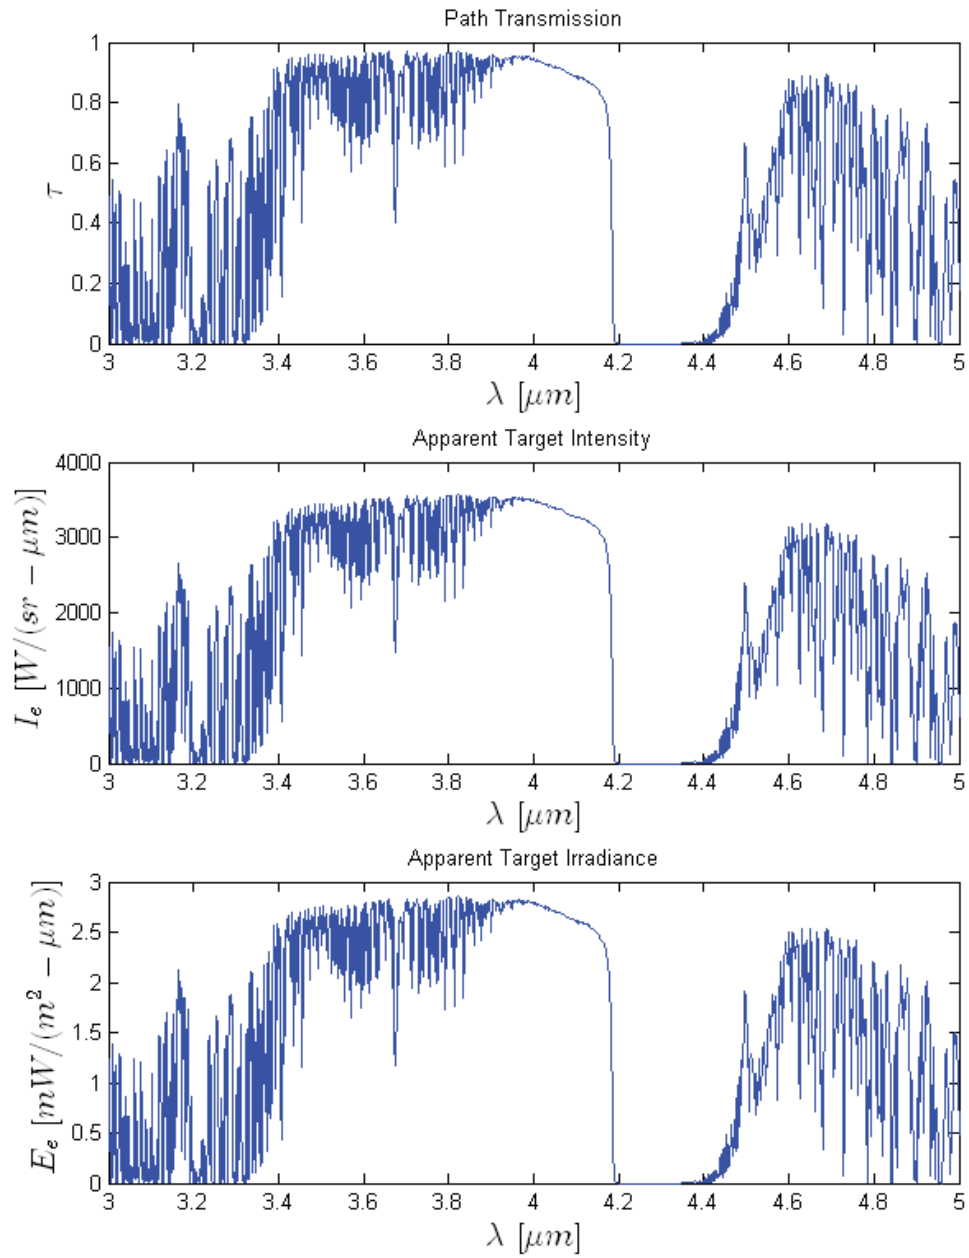 Path Transmission
1
0.8
0.6
0.4
0.2
0
τ
3 3.2 3.4 3.6 3.8 4 4.2 4.4 4.6 4.8 5
λ [μm]
Apparent Target Intensity
4000
3000
2000
1000
0
I_e [W/(sr − μm)]
3 3.2 3.4 3.6 3.8 4 4.2 4.4 4.6 4.8 5
λ [μm]
Apparent Target Irradiance
3
2.5
2
1.5
1
0.5
0
E_e [mW/(m² − μm)]
3 3.2 3.4 3.6 3.8 4 4.2 4.4 4.6 4.8 5
λ [μm]